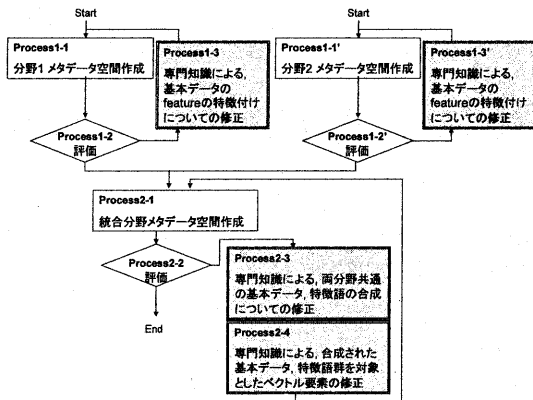 Start
Process1-1
分野1 メタデータ空間作成
Process1-3
専門知識による,
基本データの
featureの特徴付け
についての修正
Process1-2
評価
Start
Process1-1'
分野2 メタデータ空間作成
Process1-3'
専門知識による,
基本データの
featureの特徴付け
についての修正
Process1-2'
評価
Process2-1
統合分野メタデータ空間作成
Process2-2
評価
End
Process2-3
専門知識による, 両分野共通
の基本データ, 特徴語の合成
についての修正
Process2-4
専門知識による, 合成された
基本データ, 特徴語群を対象
としたベクトル要素の修正